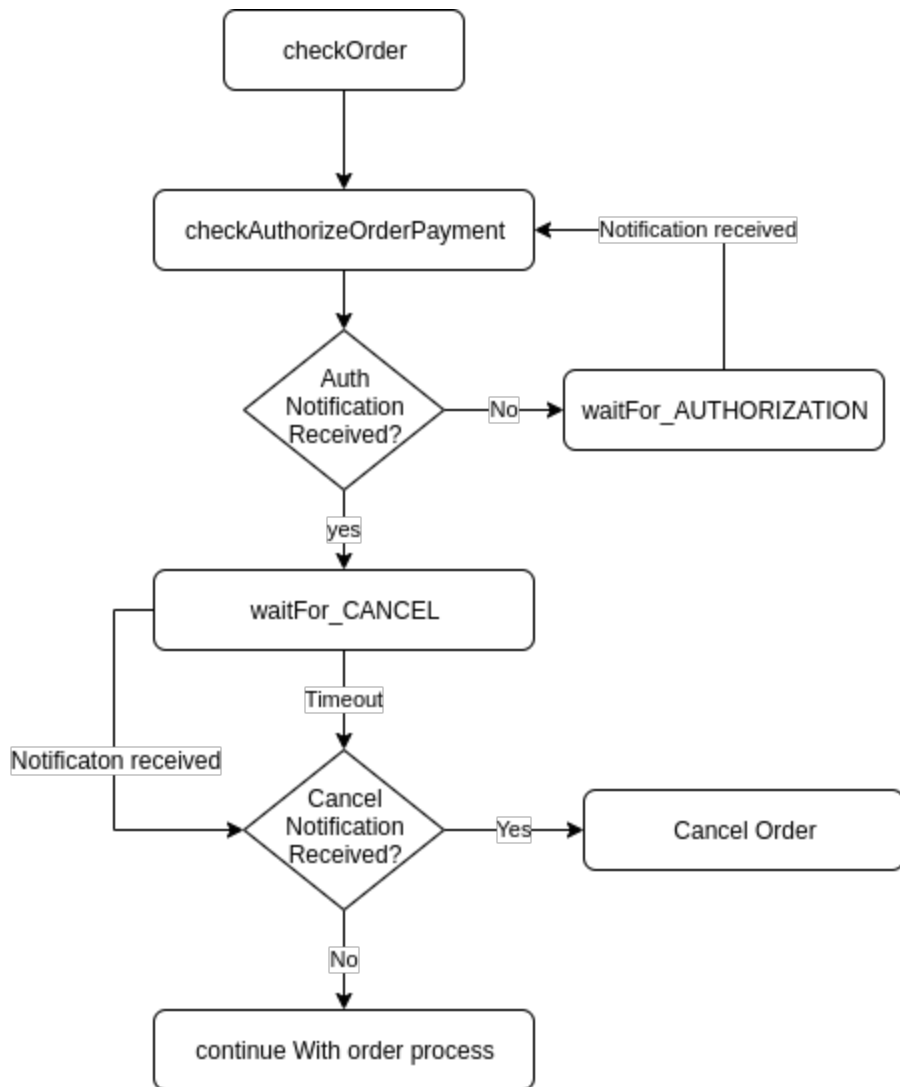 checkOrder
checkAuthorizeOrderPayment
Notification received
Auth
Notification
Received?
No
waitFor_AUTHORIZATION
yes
waitFor_CANCEL
Timeout
Notificaton received
Cancel
Notification
Received?
Yes
Cancel Order
No
continue With order process